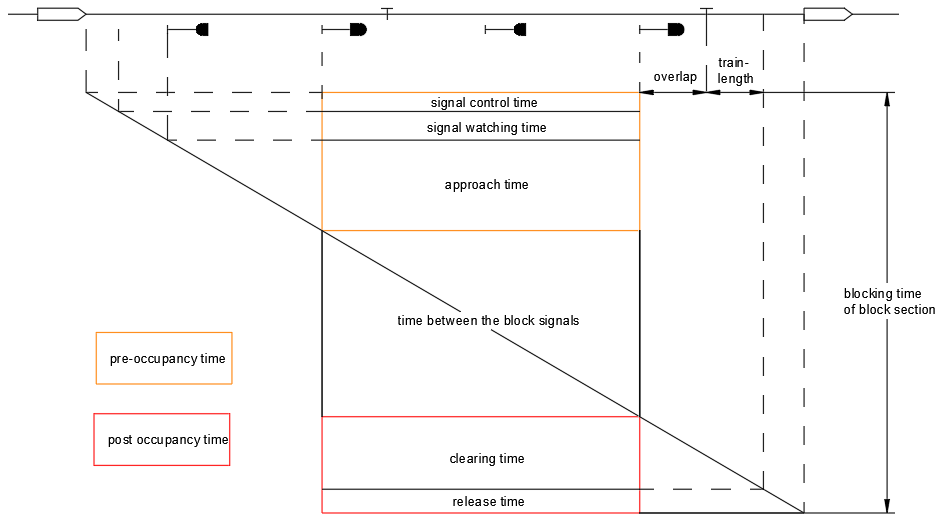 overlap
train-
length
signal control time
signal watching time
approach time
blocking time
of block section
time between the block signals
pre-occupancy time
post occupancy time
clearing time
release time